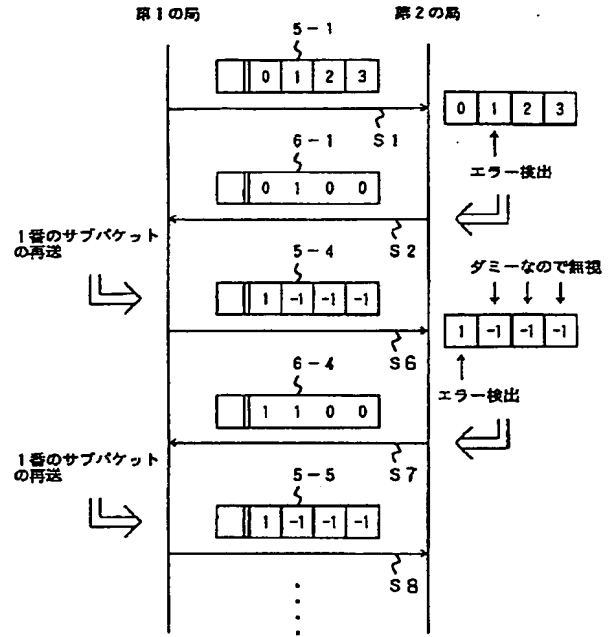 第1の局
第2の局
5-1
0 1 2 3
S1
0 1 2 3
エラー検出
6-1
0 1 0 0
S2
1番のサブパケット
の再送
5-4
1 -1 -1 -1
S6
ダミーなので無視
1 -1 -1 -1
エラー検出
6-4
1 1 0 0
S7
1番のサブパケット
の再送
5-5
1 -1 -1 -1
S8